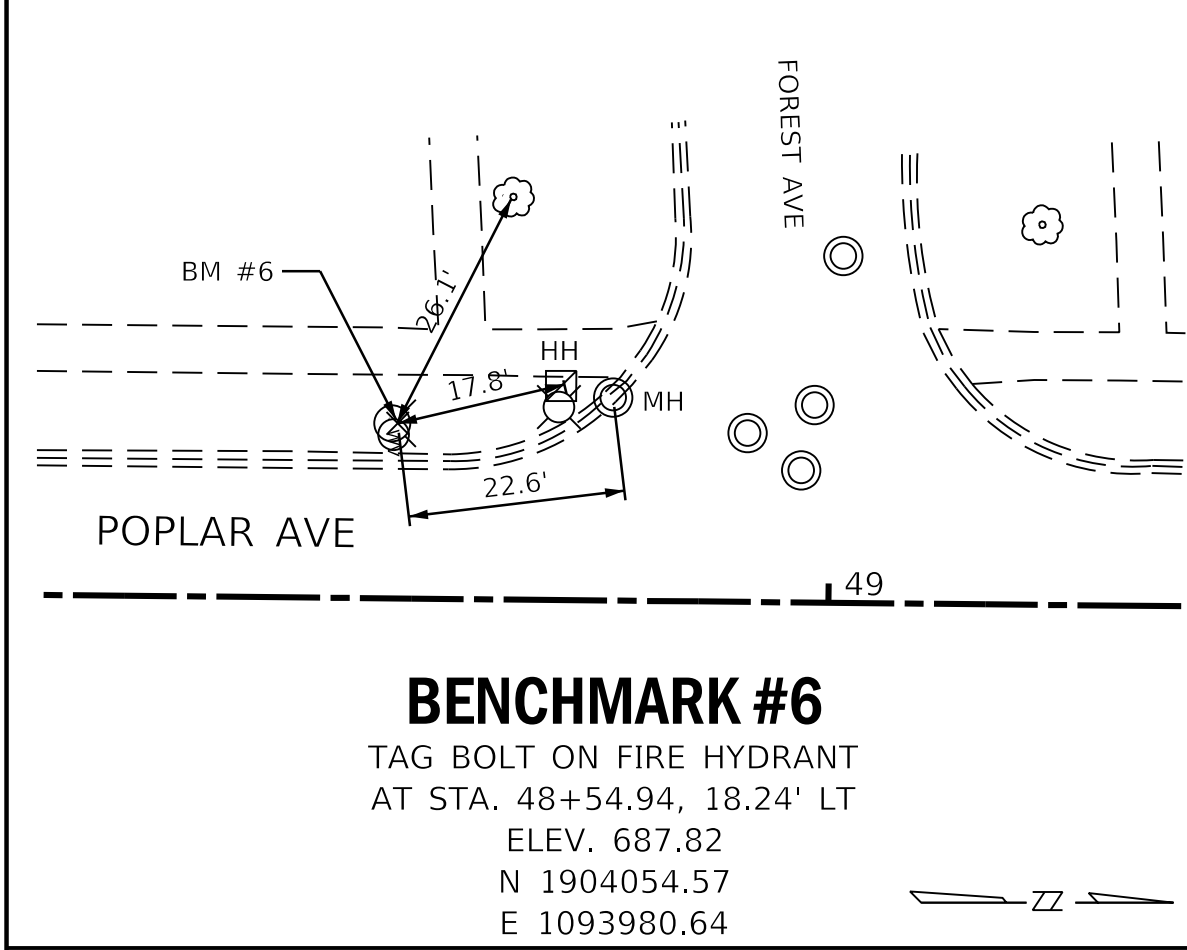 FOREST AVE
BM #6
26.1'
HH
17.8'
MH
22.6'
POPLAR AVE
49
BENCHMARK #6
TAG BOLT ON FIRE HYDRANT
AT STA. 48+54.94, 18.24' LT
ELEV. 687.82
N 1904054.57
E 1093980.64
N